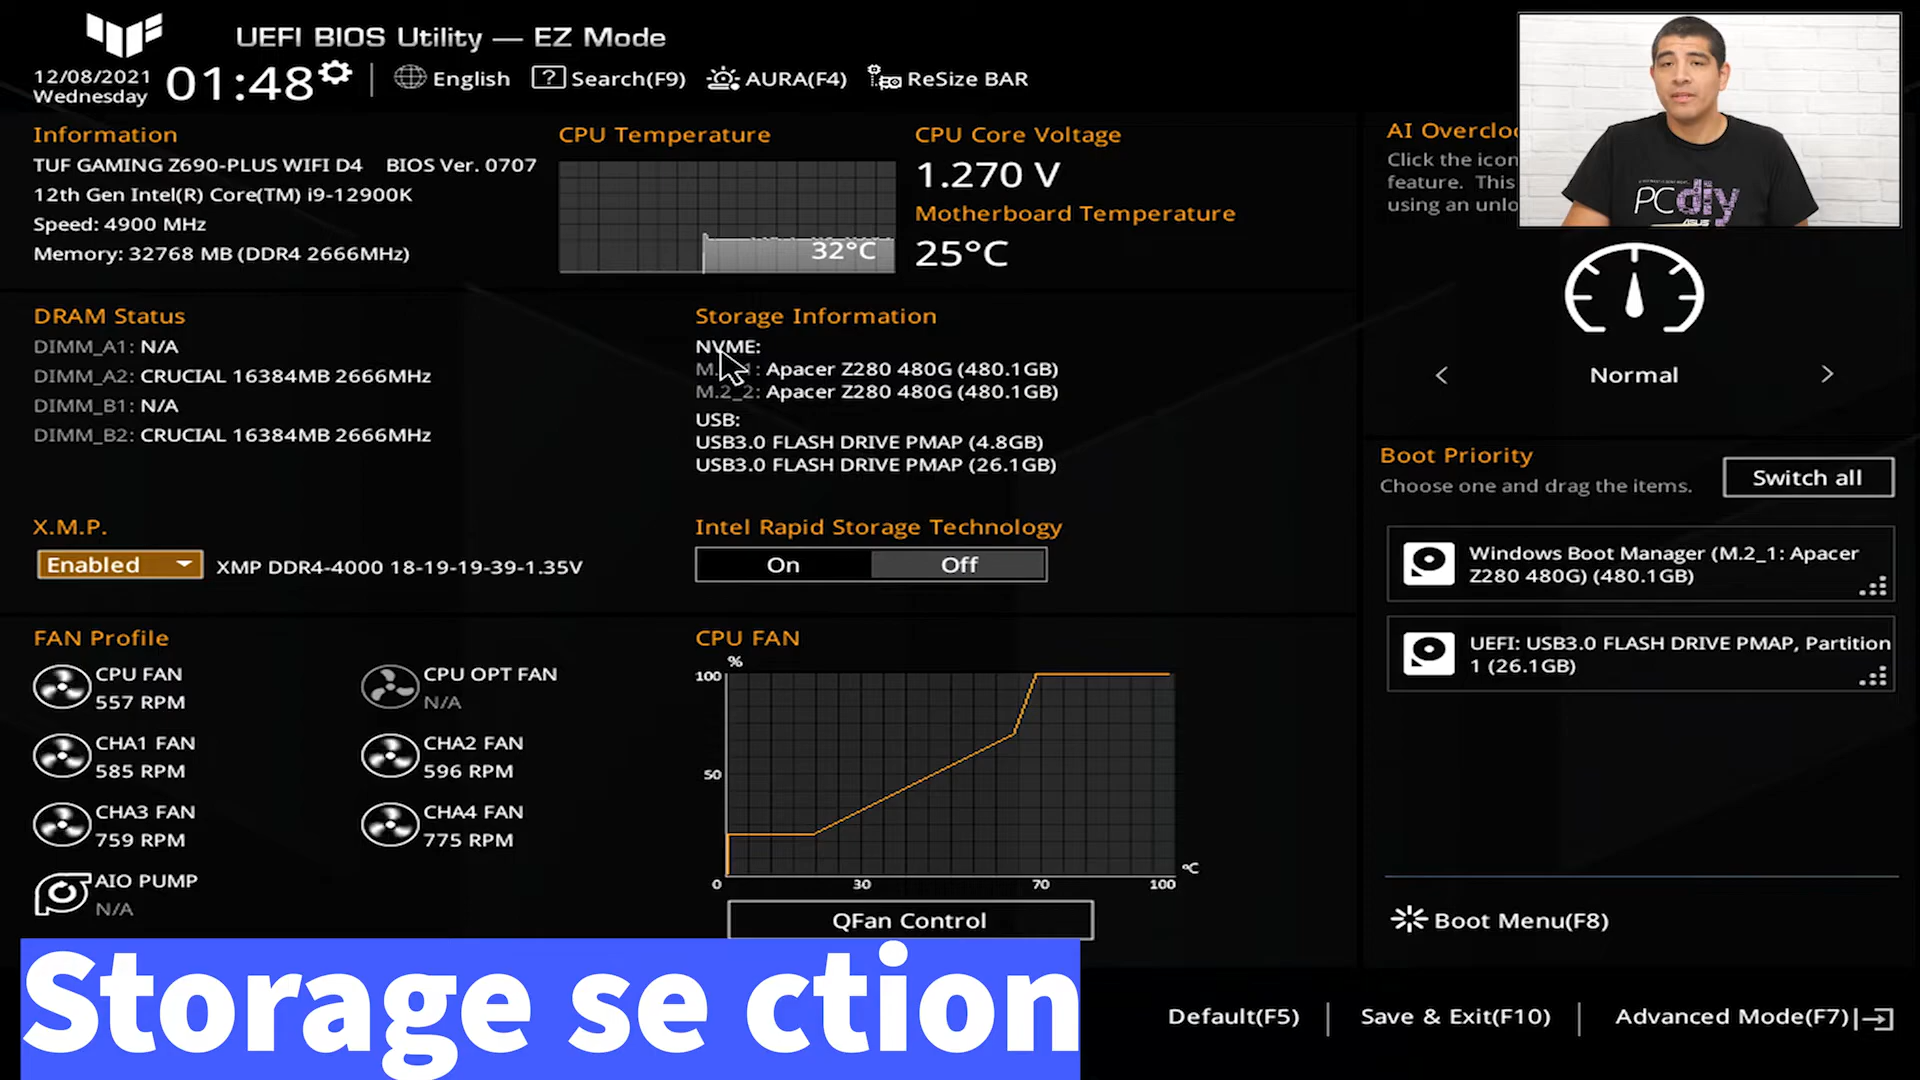 UEFI BIOS Utility — EZ Mode
12/08/2021
Wednesday
01:48
English
Search(F9)
AURA(F4)
ReSize BAR
Information
TUF GAMING Z690-PLUS WIFI D4 BIOS Ver. 0707
12th Gen Intel(R) Core(TM) i9-12900K
Speed: 4900 MHz
Memory: 32768 MB (DDR4 2666MHz)
CPU Temperature
32°C
CPU Core Voltage
1.270 V
Motherboard Temperature
25°C
AI Overclo
Click the icon
feature. This
using an unlo
PCdiy
ASUS
Normal
DRAM Status
DIMM_A1: N/A
DIMM_A2: CRUCIAL 16384MB 2666MHz
DIMM_B1: N/A
DIMM_B2: CRUCIAL 16384MB 2666MHz
Storage Information
NVME:
M. 1: Apacer Z280 480G (480.1GB)
M.2_2: Apacer Z280 480G (480.1GB)
USB:
USB3.0 FLASH DRIVE PMAP (4.8GB)
USB3.0 FLASH DRIVE PMAP (26.1GB)
X.M.P.
Enabled
XMP DDR4-4000 18-19-19-39-1.35V
Intel Rapid Storage Technology
On
Off
Boot Priority
Choose one and drag the items.
Switch all
Windows Boot Manager (M.2_1: Apacer
Z280 480G) (480.1GB)
UEFI: USB3.0 FLASH DRIVE PMAP, Partition
1 (26.1GB)
FAN Profile
CPU FAN
557 RPM
CPU OPT FAN
N/A
CHA1 FAN
585 RPM
CHA2 FAN
596 RPM
CHA3 FAN
759 RPM
CHA4 FAN
775 RPM
AIO PUMP
N/A
CPU FAN
%
100
50
0
30
70
100
°C
QFan Control
Boot Menu(F8)
Storage se ction
Default(F5)
Save & Exit(F10)
Advanced Mode(F7)